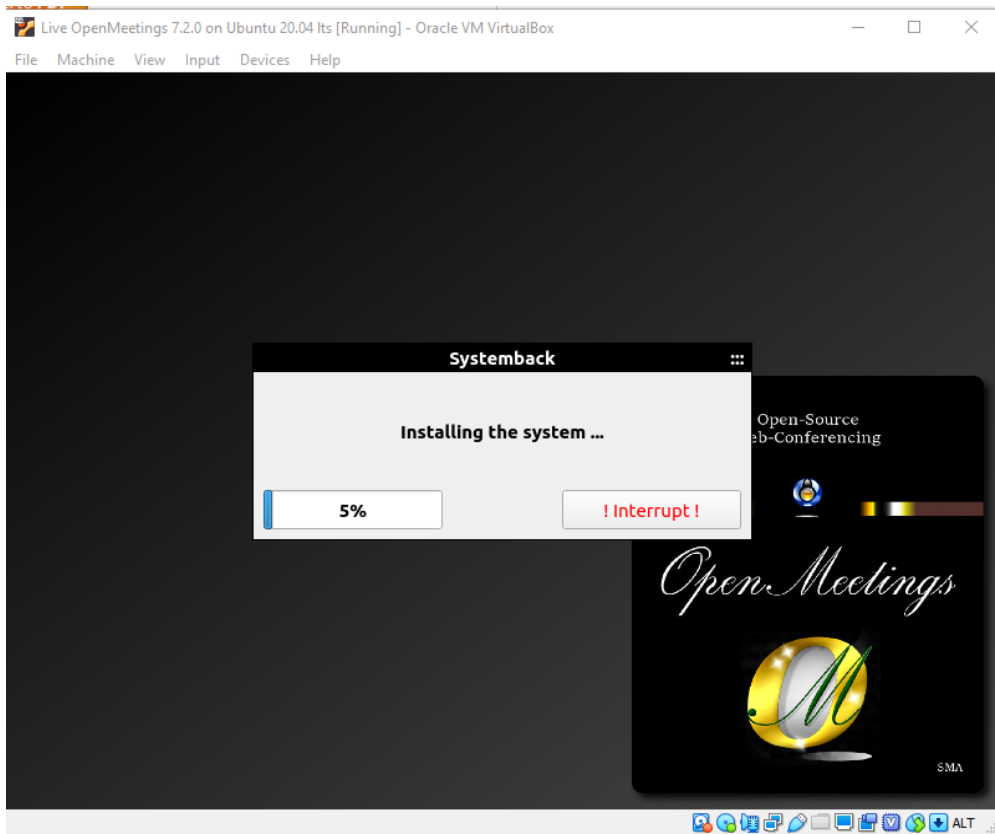 Live OpenMeetings 7.2.0 on Ubuntu 20.04 lts [Running] - Oracle VM VirtualBox
File Machine View Input Devices Help
Systemback
Installing the system ...
5%
! Interrupt !
Open-Source
eb-Conferencing
OpenMeetings
M
SMA
ALT